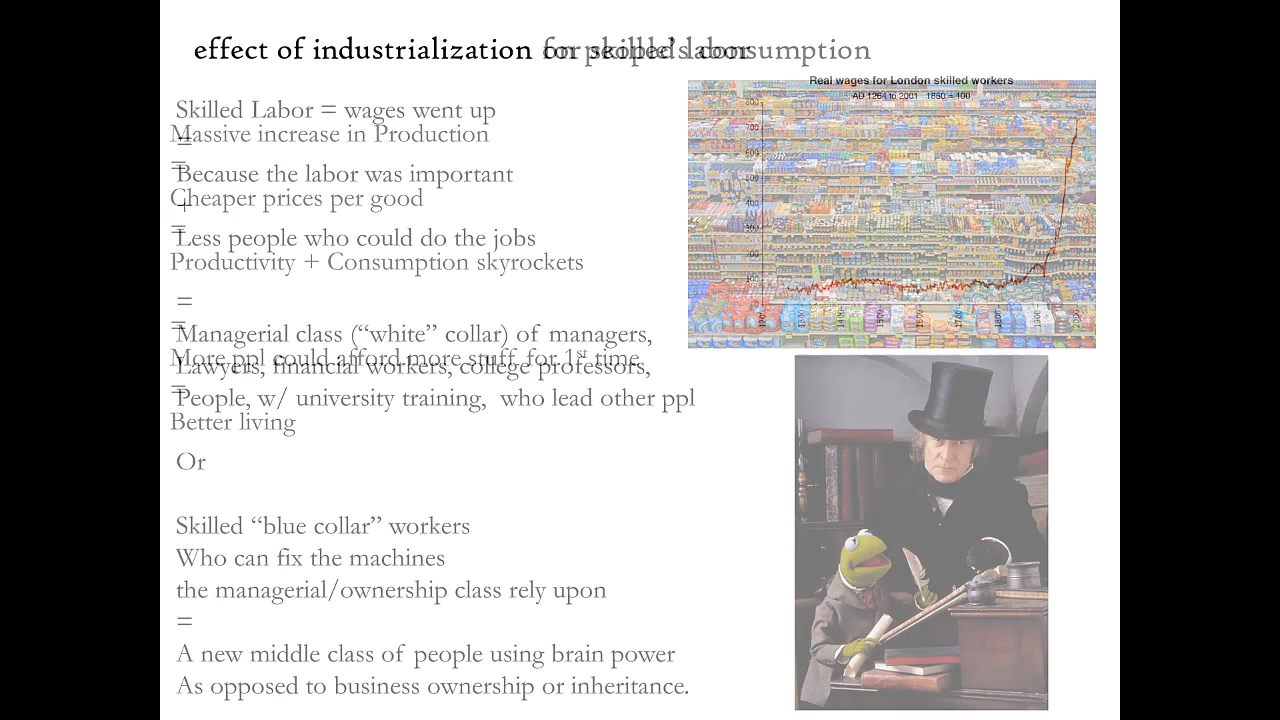 effect of industrialization on skilled labor
effect of industrialization for people's consumption
Real wages for London skilled workers
AD 1264 to 2001 1850 = 100
Skilled Labor = wages went up
Massive increase in Production
=
=
Because the labor was important
Cheaper prices per good
+
=
Less people who could do the jobs
Productivity + Consumption skyrockets
=
=
Managerial class (“white” collar) of managers,
More ppl could afford more stuff for 1st time
Lawyers, financial workers, college professors,
=
People, w/ university training, who lead other ppl
Better living
Or
Skilled “blue collar” workers
Who can fix the machines
the managerial/ownership class rely upon
=
A new middle class of people using brain power
As opposed to business ownership or inheritance.